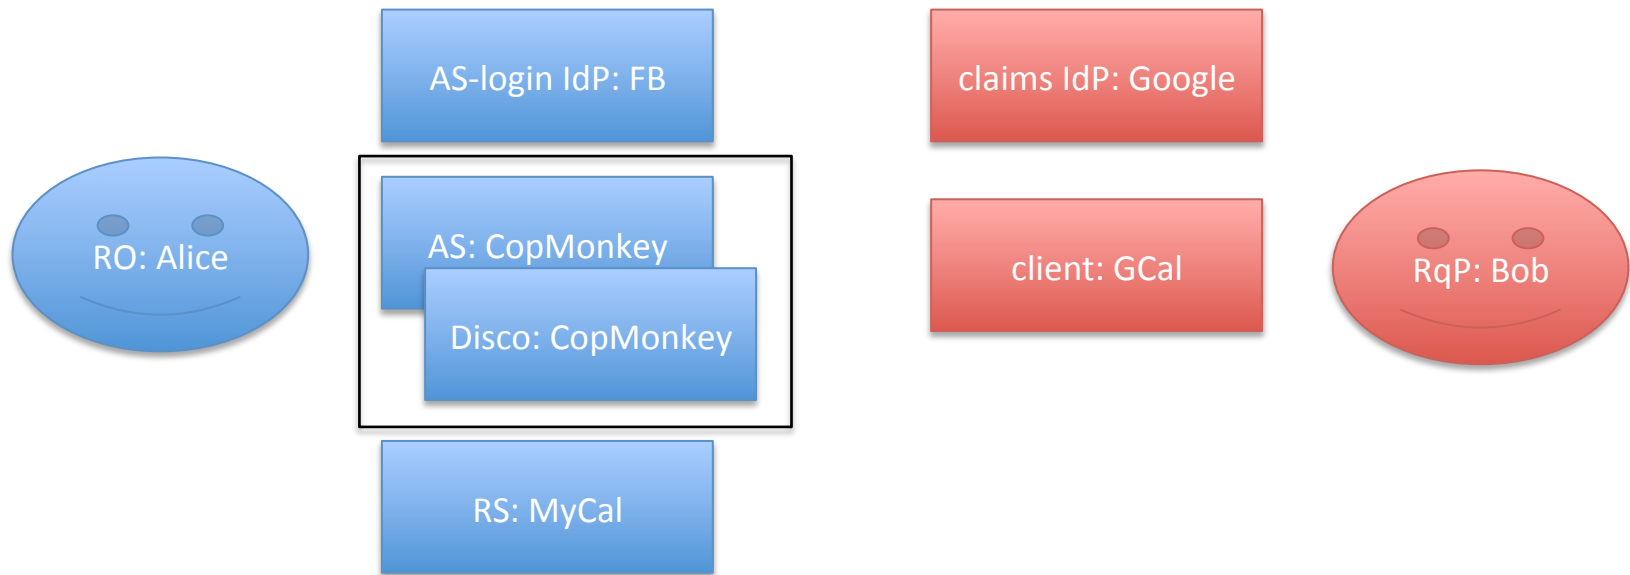 AS-login IdP: FB
claims IdP: Google
RO: Alice
AS: CopMonkey
client: GCal
RqP: Bob
Disco: CopMonkey
RS: MyCal